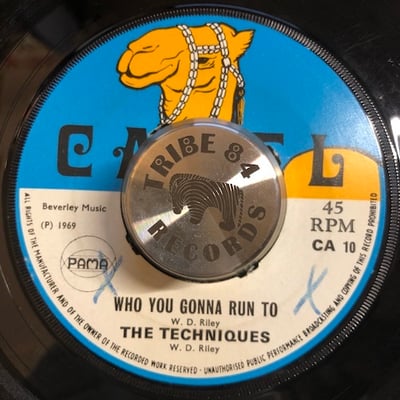 CA EL
TRIBE 84
RECORDS
Beverley Music
(P) 1969
PAMA
45
RPM
CA 10
WHO YOU GONNA RUN TO
W. D. Riley
THE TECHNIQUES
W. D. Riley
ALL RIGHTS OF THE MANUFACTURER AND OF THE OWNER OF THE RECORDED WORK RESERVED - UNAUTHORISED PUBLIC PERFORMANCE BROADCASTING AND COPYING OF THIS RECORD PROHIBITED